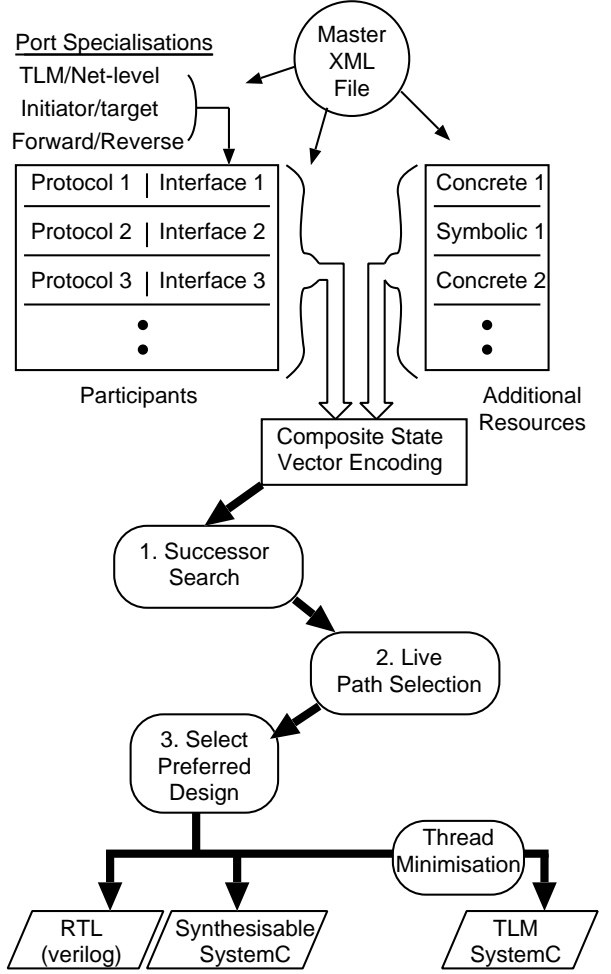 Master
XML
File
Port Specialisations
TLM/Net-level
Initiator/target
Forward/Reverse
Protocol 1 | Interface 1
Protocol 2 | Interface 2
Protocol 3 | Interface 3
Participants
Concrete 1
Symbolic 1
Concrete 2
Additional
Resources
Composite State
Vector Encoding
1. Successor
Search
2. Live
Path Selection
3. Select
Preferred
Design
Thread
Minimisation
RTL
(verilog)
Synthesisable
SystemC
TLM
SystemC